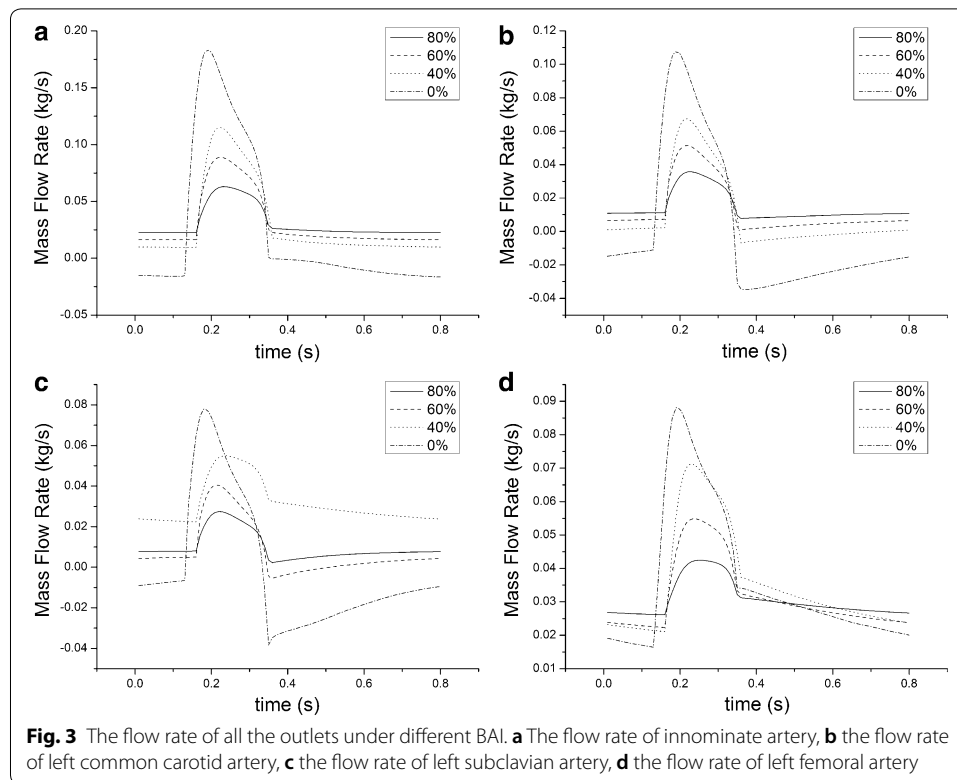 a
Mass Flow Rate (kg/s)
0.20
0.15
0.10
0.05
0.00
-0.05
0.0 0.2 0.4 0.6 0.8
time (s)
80%
60%
40%
0%
b
Mass Flow Rate (kg/s)
0.12
0.10
0.08
0.06
0.04
0.02
0.00
-0.02
-0.04
0.0 0.2 0.4 0.6 0.8
time (s)
80%
60%
40%
0%
c
Mass Flow Rate (kg/s)
0.08
0.06
0.04
0.02
0.00
-0.02
-0.04
0.0 0.2 0.4 0.6 0.8
time (s)
80%
60%
40%
0%
d
Mass Flow Rate (kg/s)
0.09
0.08
0.07
0.06
0.05
0.04
0.03
0.02
0.01
0.0 0.2 0.4 0.6 0.8
time (s)
80%
60%
40%
0%
Fig. 3 The flow rate of all the outlets under different BAI. a The flow rate of innominate artery, b the flow rate
of left common carotid artery, c the flow rate of left subclavian artery, d the flow rate of left femoral artery